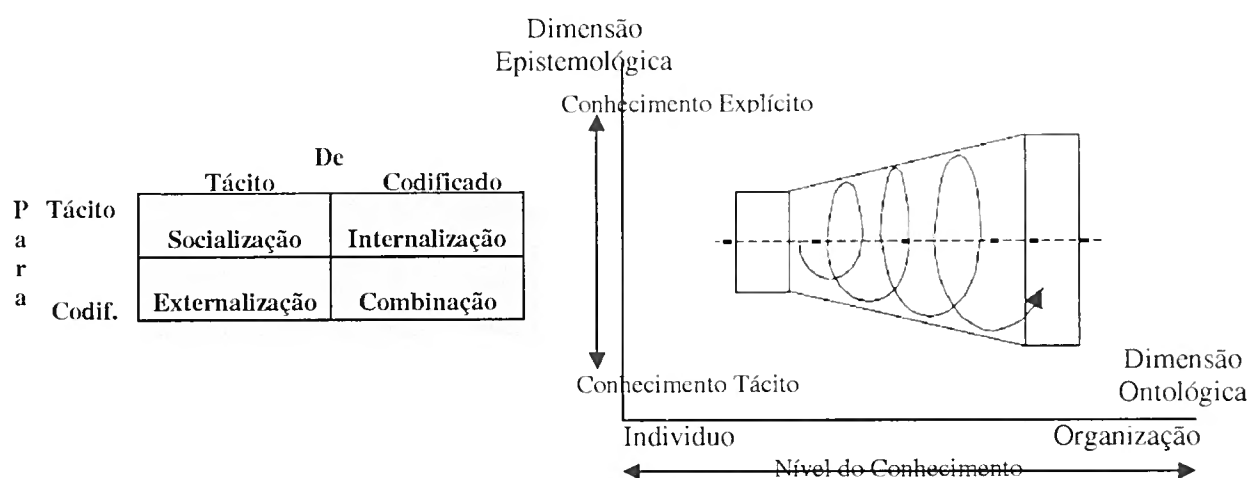 De
Tácito Codificado
Para
Tácito
Socialização Internalização
Codif.
Externalização Combinação
Dimensão
Epistemológica
Conhecimento Explícito
Conhecimento Tácito
Dimensão
Ontológica
Individuo Organização
Nível do Conhecimento